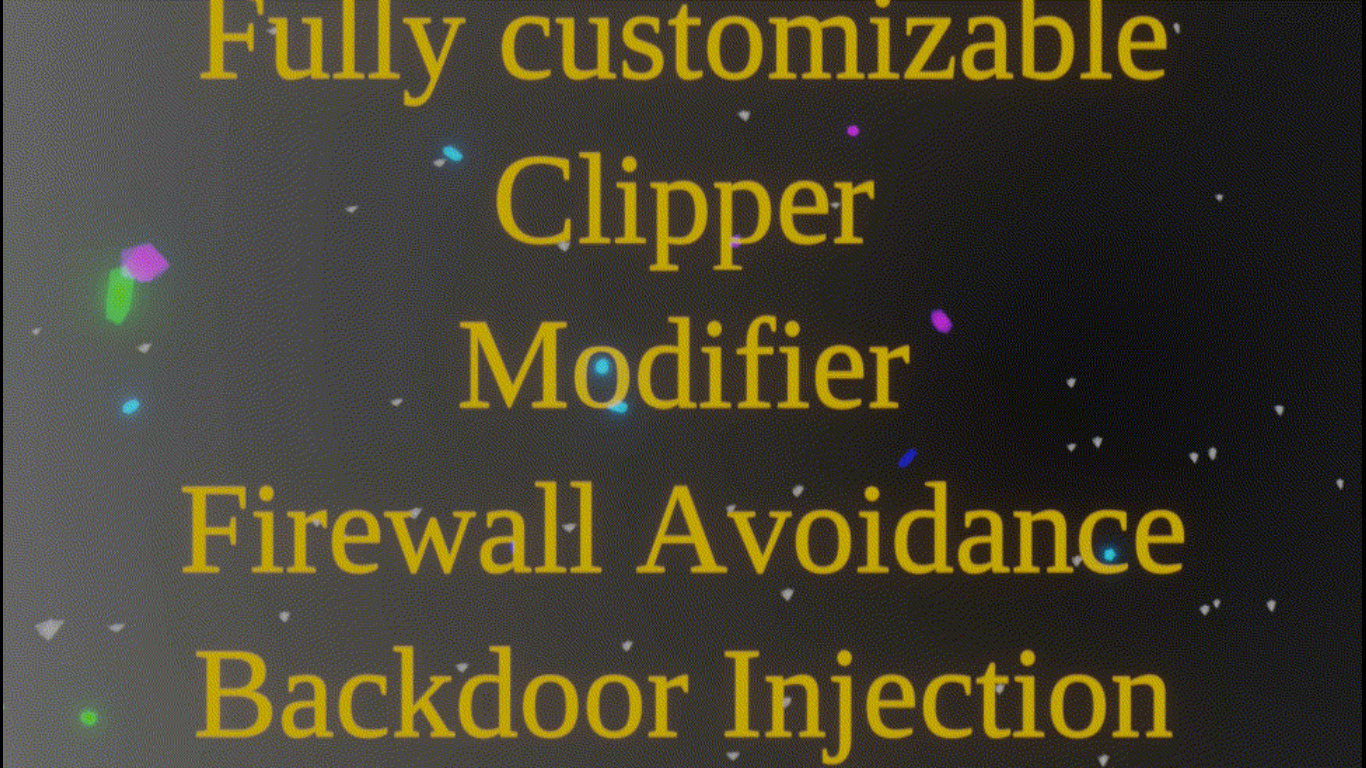 Fully customizable
Clipper
Modifier
Firewall Avoidance
Backdoor Injection